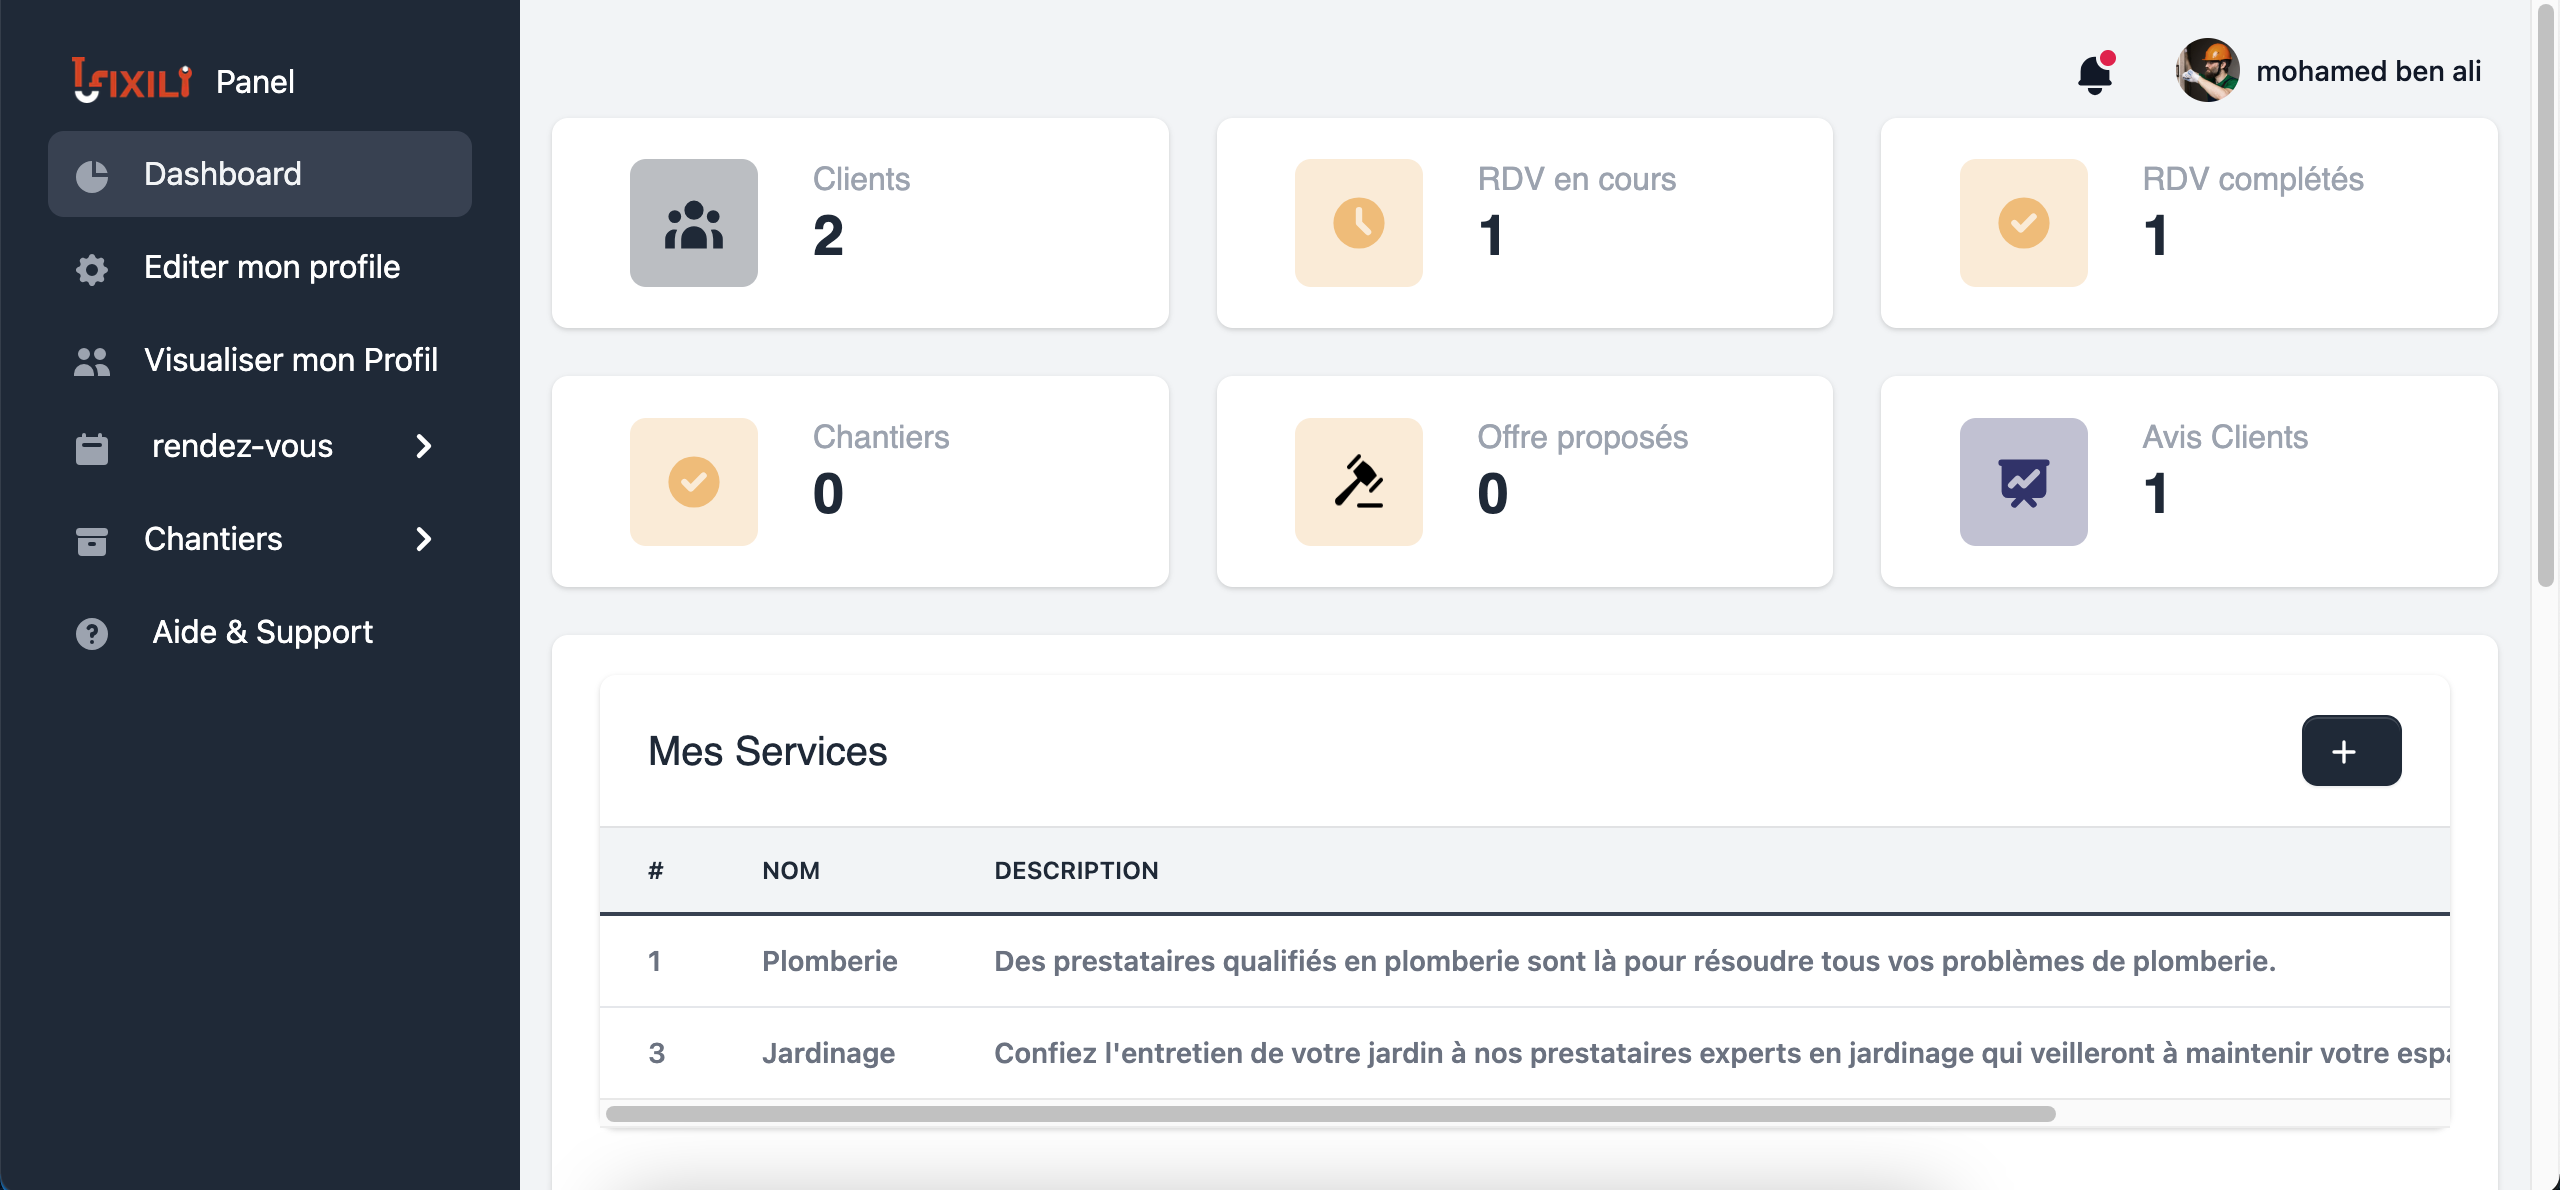 FIXILI Panel
Dashboard
Editer mon profile
Visualiser mon Profil
rendez-vous
Chantiers
Aide & Support
mohamed ben ali
Clients
2
RDV en cours
1
RDV complétés
1
Chantiers
0
Offre proposés
0
Avis Clients
1
Mes Services
+
# NOM DESCRIPTION
1 Plomberie Des prestataires qualifiés en plomberie sont là pour résoudre tous vos problèmes de plomberie.
3 Jardinage Confiez l'entretien de votre jardin à nos prestataires experts en jardinage qui veilleront à maintenir votre